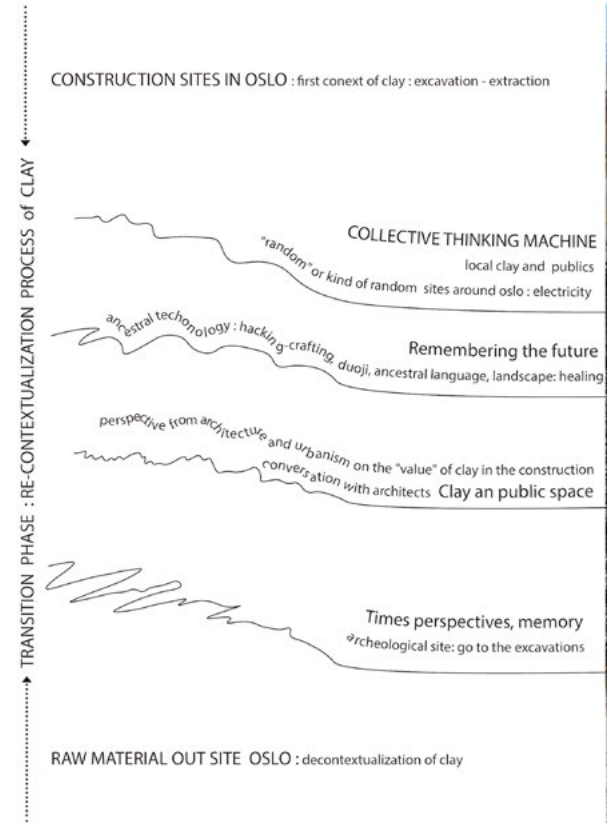 CONSTRUCTION SITES IN OSLO : first conext of clay : excavation - extraction
TRANSITION PHASE : RE-CONTEXTUALIZATION PROCESS of CLAY
COLLECTIVE THINKING MACHINE
local clay and publics
"random" or kind of random sites around oslo : electricity
Remembering the future
ancestral techonology : hacking-crafting, duoji, ancestral language, landscape: healing
perspective from architecture and urbanism on the "value" of clay in the construction
conversation with architects Clay an public space
Times perspectives, memory
archeological site: go to the excavations
RAW MATERIAL OUT SITE OSLO : decontextualization of clay